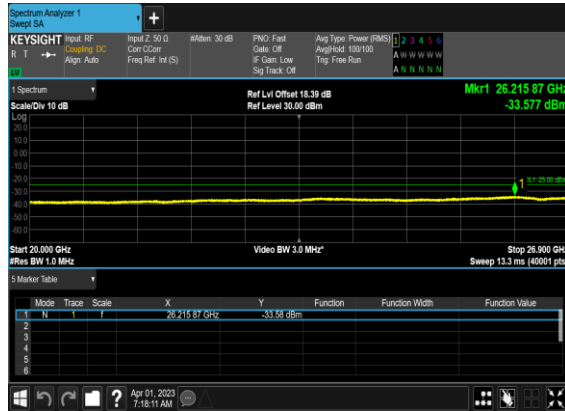 Spectrum Analyzer 1
Swept SA
+
KEYSIGHT Input: RF Input Z: 50 Ω #Atten: 30 dB PNO: Fast Avg Type: Power (RMS) 1 2 3 4 5 6
R T Coupling: DC Corr CCorr Gate: Off Avg|Hold: 100/100 A W W W W W
Align: Auto Freq Ref: Int (S) IF Gain: Low Trig: Free Run
LW Sig Track: Off A N N N N N
1 Spectrum Ref Lvl Offset 18.39 dB Mkr1 26.215 87 GHz
Scale/Div 10 dB Ref Level 30.00 dBm -33.577 dBm
Log
20.0
10.0
0.00
-10.0
-20.0 1 -25.00 dBm
-30.0
-40.0
-50.0
-60.0
Start 20.000 GHz Video BW 3.0 MHz* Stop 26.900 GHz
#Res BW 1.0 MHz Sweep 13.3 ms (40001 pts
5 Marker Table
Mode Trace Scale X Y Function Function Width Function Value
1 N 1 f 26.215 87 GHz -33.58 dBm
2
3
4
5
6
? Apr 01, 2023
7:18:11 AM